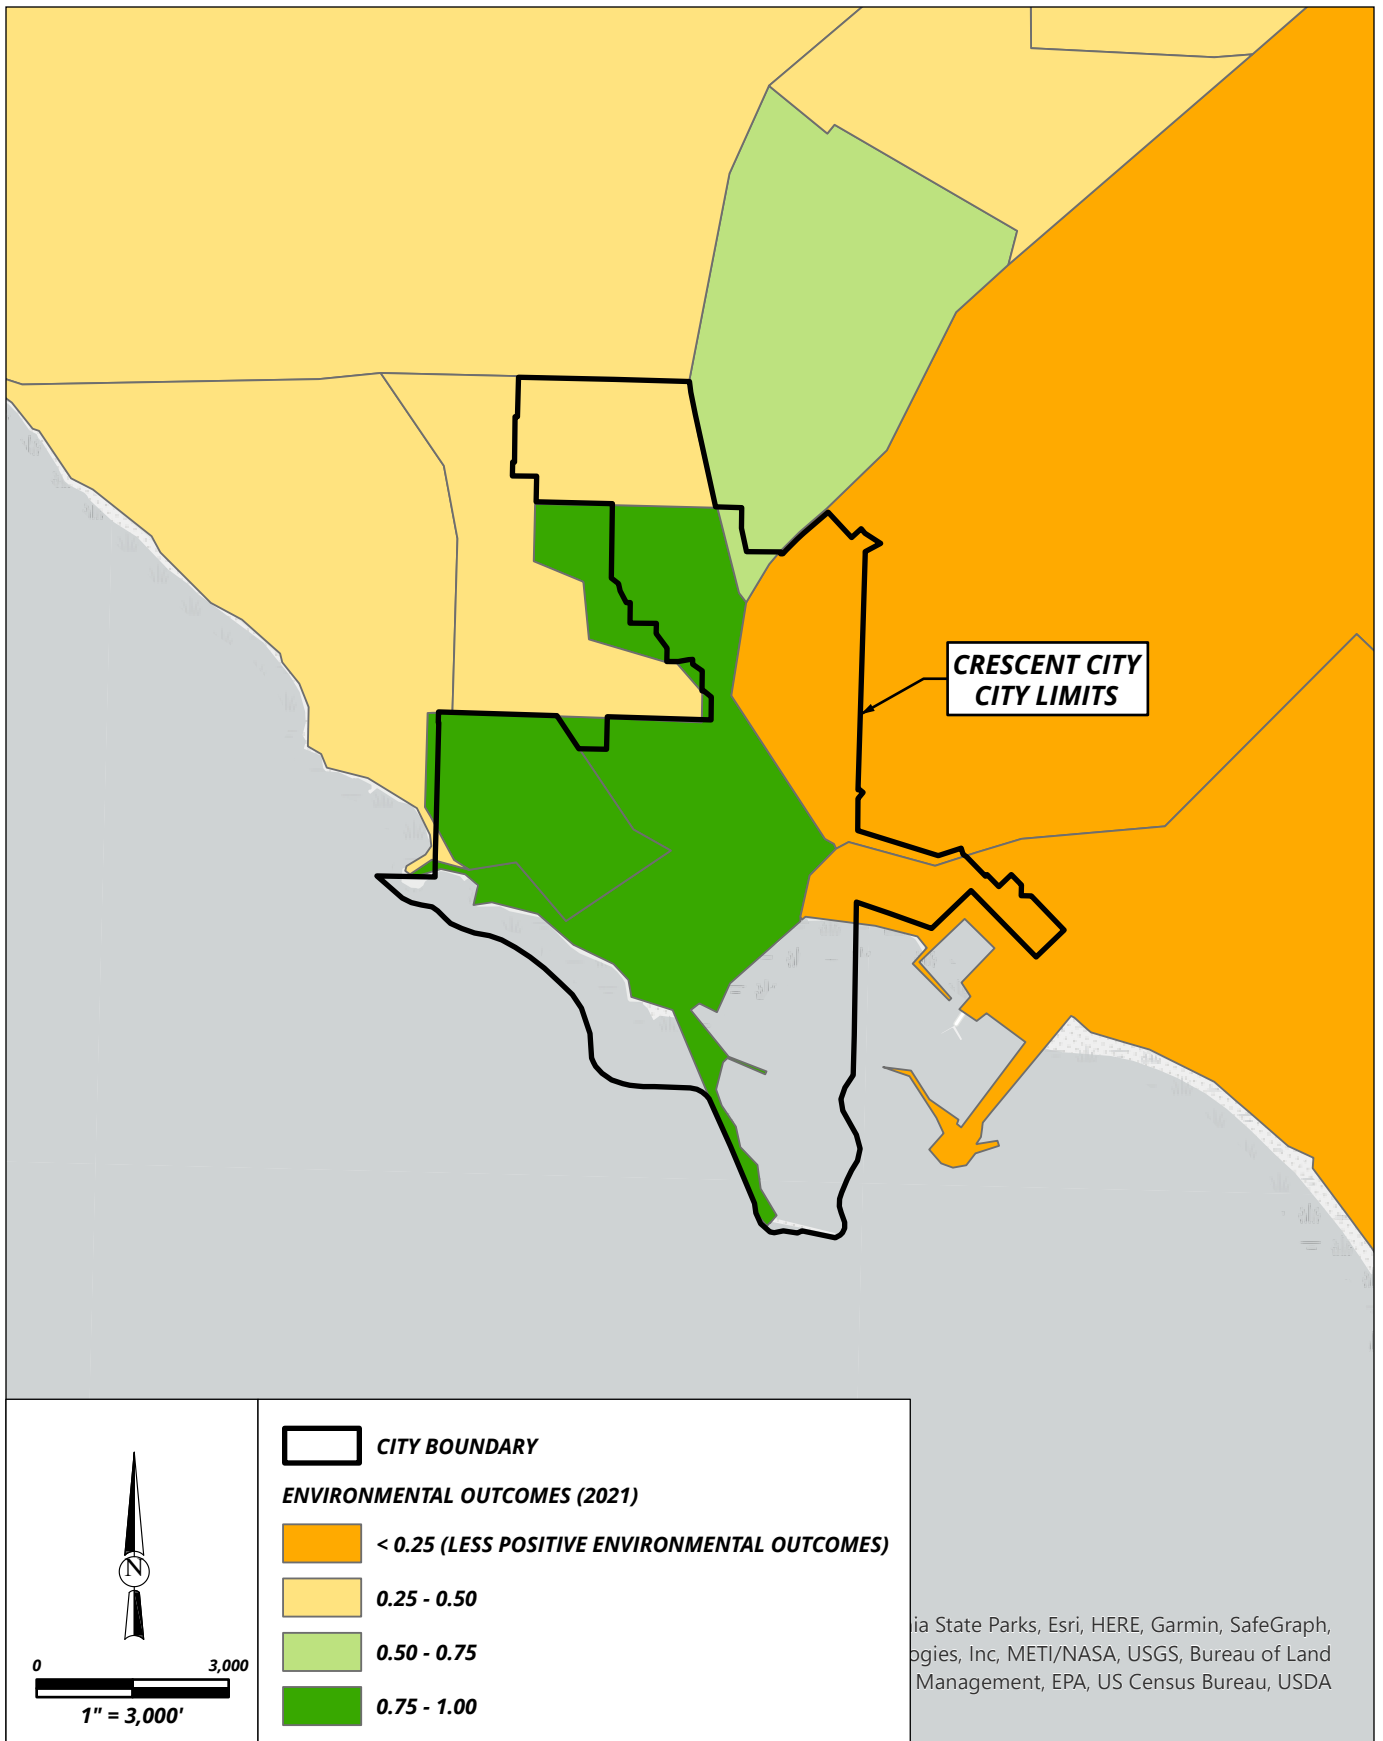 CRESCENT CITY
CITY LIMITS
N
0 3,000
1" = 3,000'
CITY BOUNDARY
ENVIRONMENTAL OUTCOMES (2021)
< 0.25 (LESS POSITIVE ENVIRONMENTAL OUTCOMES)
0.25 - 0.50
0.50 - 0.75
0.75 - 1.00
State Parks, Esri, HERE, Garmin, SafeGraph,
Inc, METI/NASA, USGS, Bureau of Land
Management, EPA, US Census Bureau, USDA